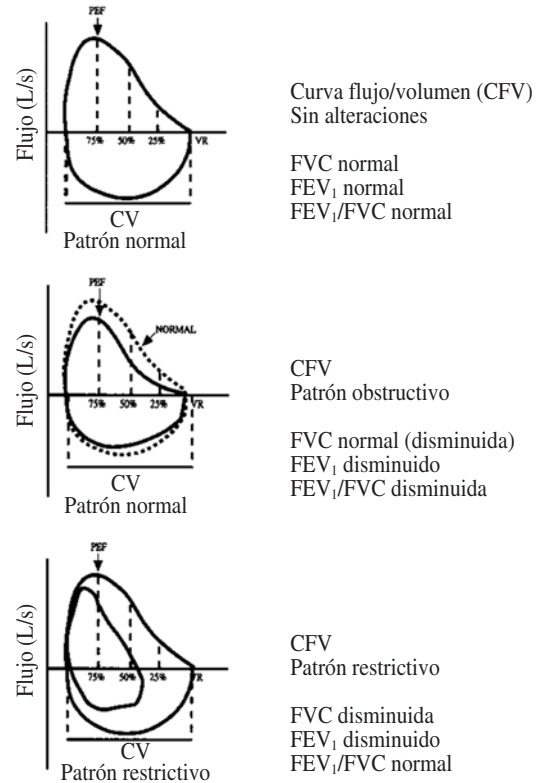 PEF
Flujo (L/s)
75% 50% 25% VR
CV
Patrón normal
Curva flujo/volumen (CFV)
Sin alteraciones
FVC normal
FEV₁ normal
FEV₁/FVC normal
PEF
NORMAL
Flujo (L/s)
75% 50% 25% VR
CV
Patrón normal
CFV
Patrón obstructivo
FVC normal (disminuida)
FEV₁ disminuido
FEV₁/FVC disminuida
PEF
Flujo (L/s)
75% 50% 25% VR
CV
Patrón restrictivo
CFV
Patrón restrictivo
FVC disminuida
FEV₁ disminuido
FEV₁/FVC normal